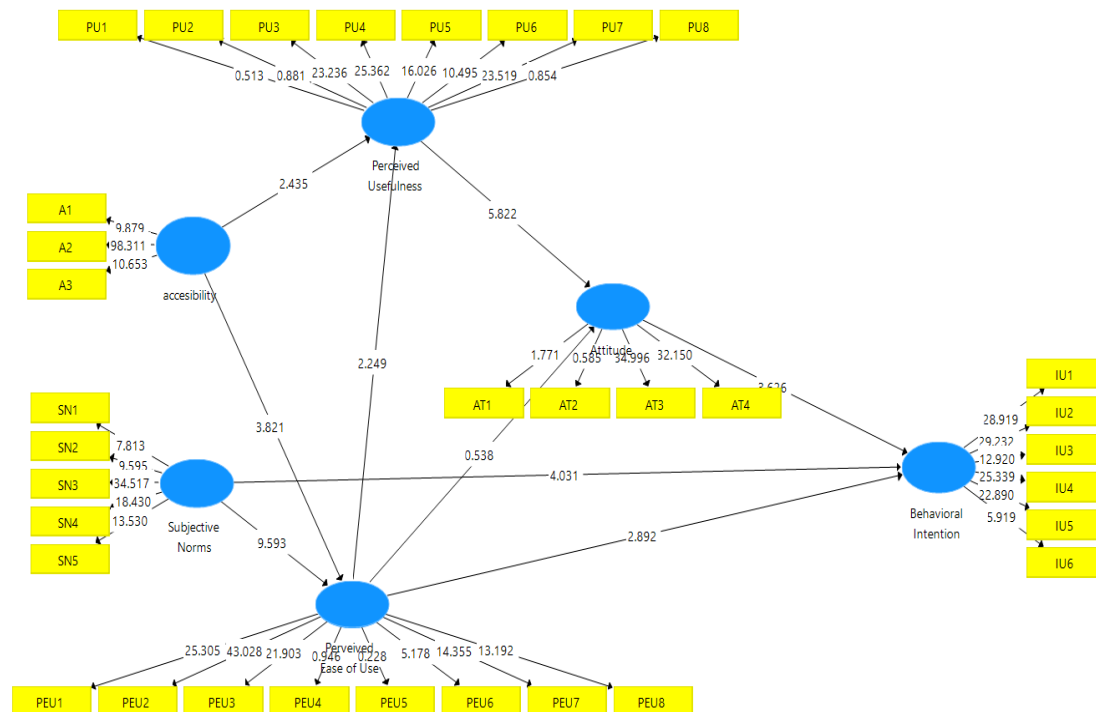 PU1 PU2 PU3 PU4 PU5 PU6 PU7 PU8
0.513 0.881 23.236 25.362 16.026 10.495 23.519 0.854
Perceived
Usefulness
2.435
5.822
A1
A2
A3
9.879
98.311
10.653
accesibility
2.249
3.821
Attitude
1.771 0.585 34.996 32.150
AT1 AT2 AT3 AT4
3.626
0.538
SN1
SN2
SN3
SN4
SN5
7.813
9.595
34.517
18.430
13.530
Subjective
Norms
4.031
9.593
2.892
IU1
IU2
IU3
IU4
IU5
IU6
28.919
29.232
12.920
25.339
22.890
5.919
Behavioral
Intention
Perveived
Ease of Use
25.305 43.028 21.903 0.946 0.228 5.178 14.355 13.192
PEU1 PEU2 PEU3 PEU4 PEU5 PEU6 PEU7 PEU8